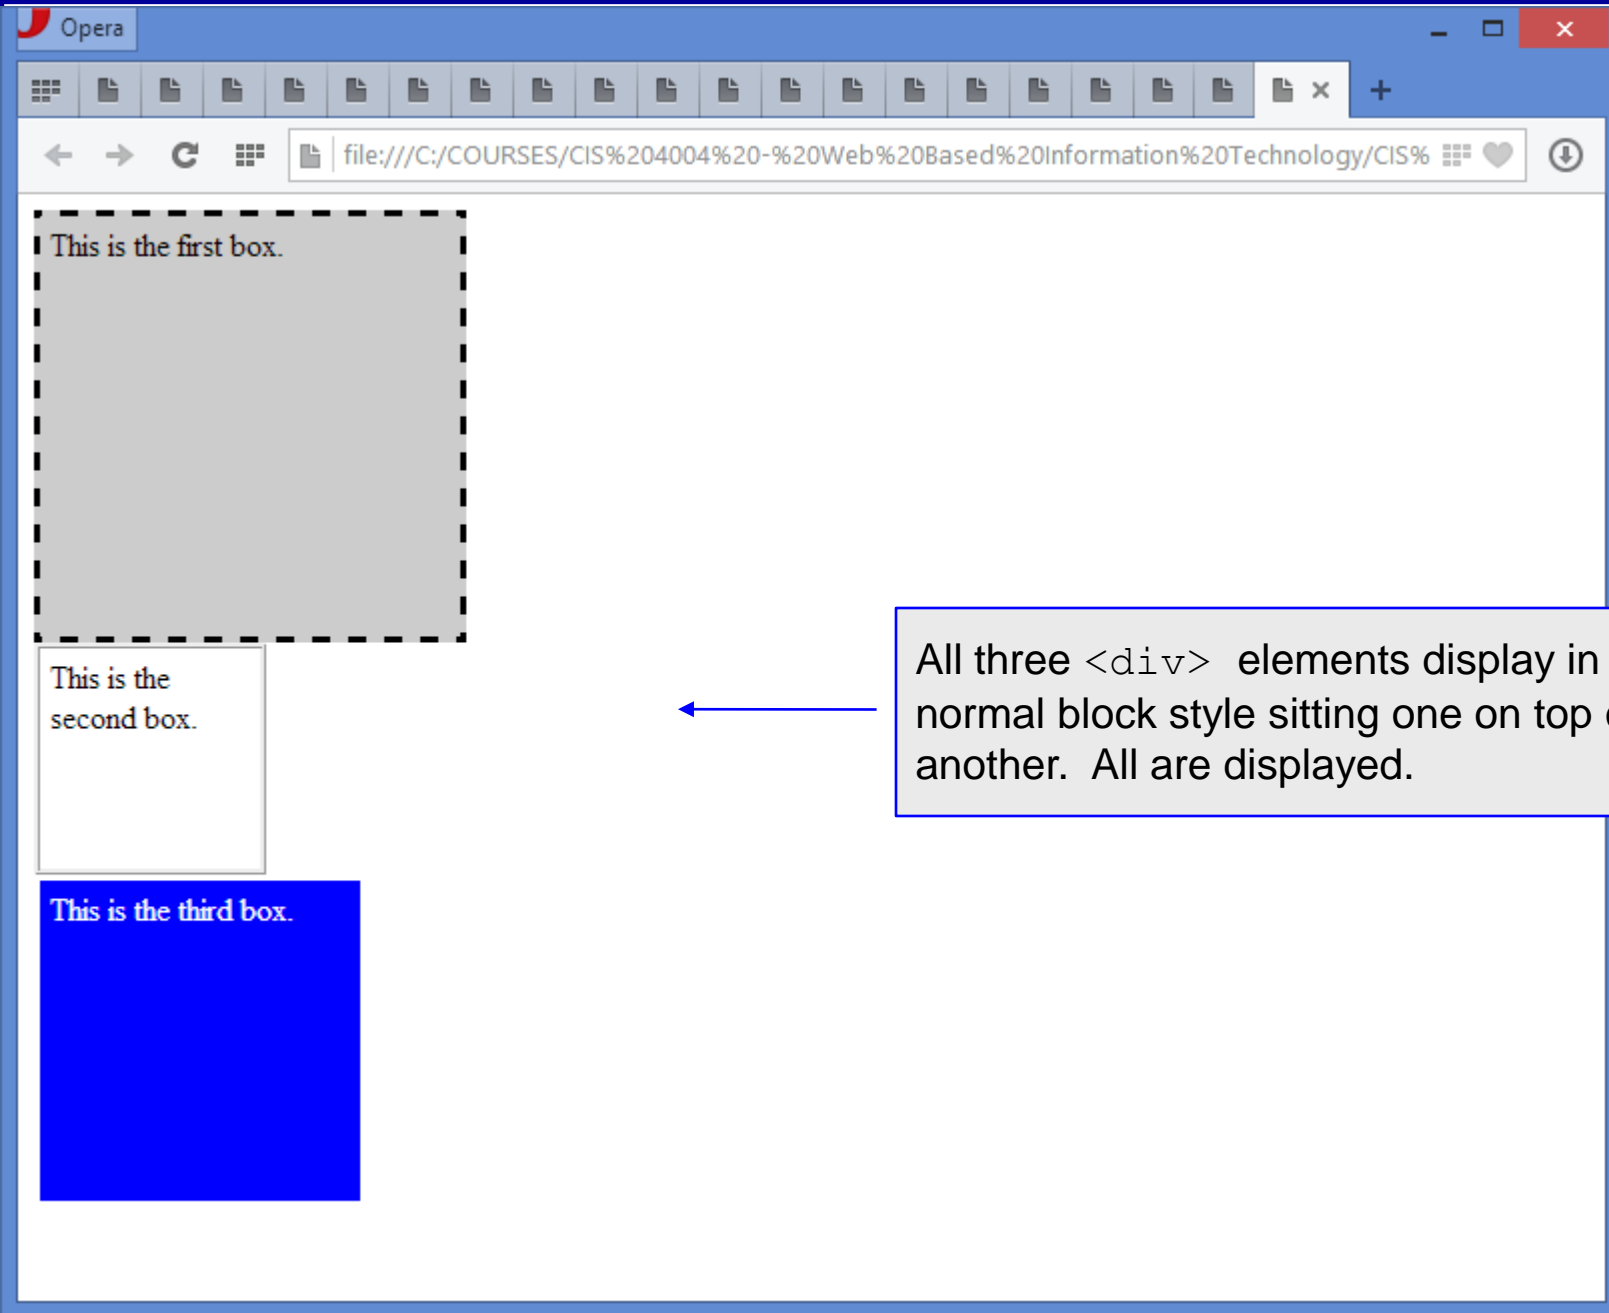 Opera
file:///C:/COURSES/CIS%204004%20-%20Web%20Based%20Information%20Technology/CIS%
This is the first box.
This is the
second box.
This is the third box.
All three <div> elements display in
normal block style sitting one on top
another. All are displayed.